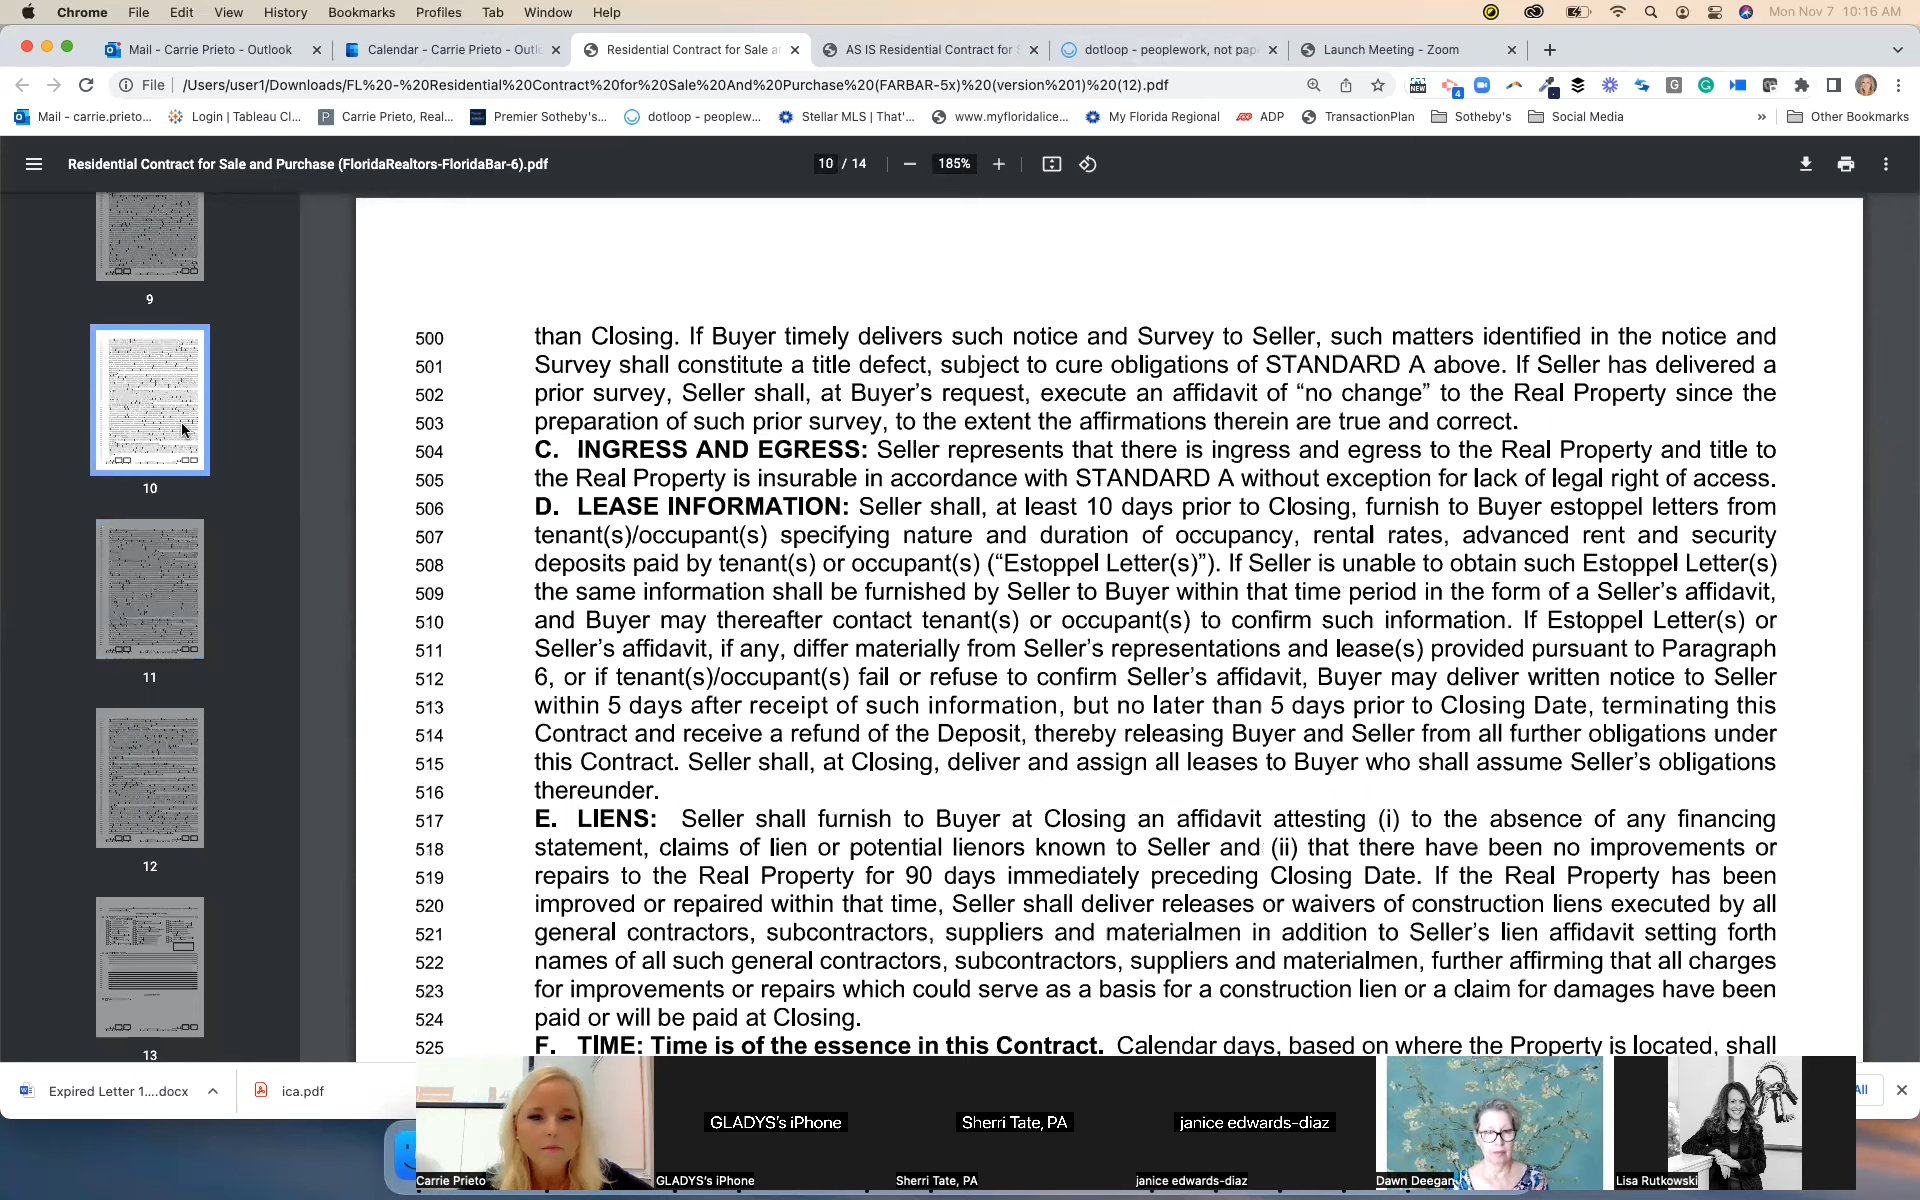 Chrome File Edit View History Bookmarks Profiles Tab Window Help Mon Nov 7 10:16 AM
Mail - Carrie Prieto - Outlook
Calendar - Carrie Prieto - Outl
Residential Contract for Sale a
AS IS Residential Contract for S
dotloop - peoplework, not pap
Launch Meeting - Zoom
File /Users/user1/Downloads/FL%20-%20Residential%20Contract%20for%20Sale%20And%20Purchase%20(FARBAR-5x)%20(version%201)%20(12).pdf
Mail - carrie.prieto... Login | Tableau Cl... Carrie Prieto, Real... Premier Sotheby's... dotloop - peoplew... Stellar MLS | That'... www.myfloridalice... My Florida Regional ADP TransactionPlan Sotheby's Social Media » Other Bookmarks
Residential Contract for Sale and Purchase (FloridaRealtors-FloridaBar-6).pdf 10 / 14 185%
9
10
11
12
13
500 than Closing. If Buyer timely delivers such notice and Survey to Seller, such matters identified in the notice and
501 Survey shall constitute a title defect, subject to cure obligations of STANDARD A above. If Seller has delivered a
502 prior survey, Seller shall, at Buyer's request, execute an affidavit of “no change” to the Real Property since the
503 preparation of such prior survey, to the extent the affirmations therein are true and correct.
504 C. INGRESS AND EGRESS: Seller represents that there is ingress and egress to the Real Property and title to
505 the Real Property is insurable in accordance with STANDARD A without exception for lack of legal right of access.
506 D. LEASE INFORMATION: Seller shall, at least 10 days prior to Closing, furnish to Buyer estoppel letters from
507 tenant(s)/occupant(s) specifying nature and duration of occupancy, rental rates, advanced rent and security
508 deposits paid by tenant(s) or occupant(s) (“Estoppel Letter(s)”). If Seller is unable to obtain such Estoppel Letter(s)
509 the same information shall be furnished by Seller to Buyer within that time period in the form of a Seller's affidavit,
510 and Buyer may thereafter contact tenant(s) or occupant(s) to confirm such information. If Estoppel Letter(s) or
511 Seller's affidavit, if any, differ materially from Seller's representations and lease(s) provided pursuant to Paragraph
512 6, or if tenant(s)/occupant(s) fail or refuse to confirm Seller's affidavit, Buyer may deliver written notice to Seller
513 within 5 days after receipt of such information, but no later than 5 days prior to Closing Date, terminating this
514 Contract and receive a refund of the Deposit, thereby releasing Buyer and Seller from all further obligations under
515 this Contract. Seller shall, at Closing, deliver and assign all leases to Buyer who shall assume Seller's obligations
516 thereunder.
517 E. LIENS: Seller shall furnish to Buyer at Closing an affidavit attesting (i) to the absence of any financing
518 statement, claims of lien or potential lienors known to Seller and (ii) that there have been no improvements or
519 repairs to the Real Property for 90 days immediately preceding Closing Date. If the Real Property has been
520 improved or repaired within that time, Seller shall deliver releases or waivers of construction liens executed by all
521 general contractors, subcontractors, suppliers and materialmen in addition to Seller's lien affidavit setting forth
522 names of all such general contractors, subcontractors, suppliers and materialmen, further affirming that all charges
523 for improvements or repairs which could serve as a basis for a construction lien or a claim for damages have been
524 paid or will be paid at Closing.
525 F. TIME: Time is of the essence in this Contract. Calendar days, based on where the Property is located, shall
Expired Letter 1....docx ica.pdf All
GLADYS's iPhone Sherri Tate, PA janice edwards-diaz
Carrie Prieto GLADYS's iPhone Sherri Tate, PA janice edwards-diaz Dawn Deegan Lisa Rutkowski